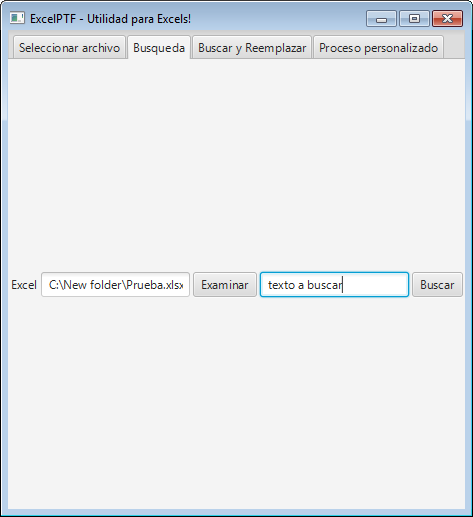 ExcelPTF - Utilidad para Excels!
Seleccionar archivo Busqueda Buscar y Reemplazar Proceso personalizado
Excel C:\New folder\Prueba.xlsx Examinar texto a buscar Buscar